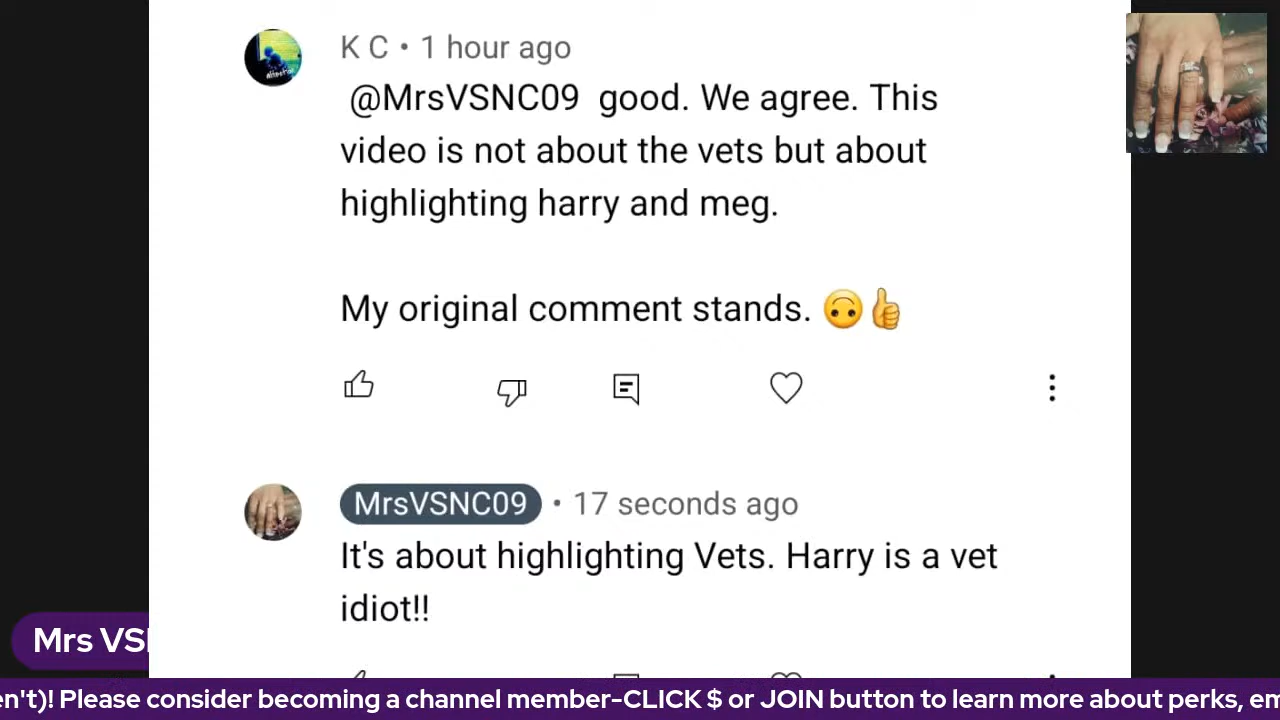 K C • 1 hour ago
@MrsVSNC09 good. We agree. This
video is not about the vets but about
highlighting harry and meg.
My original comment stands. 🙃👍
MrsVSNC09 • 17 seconds ago
It's about highlighting Vets. Harry is a vet
idiot!!
Mrs VS
en't)! Please consider becoming a channel member-CLICK $ or JOIN button to learn more about perks, em